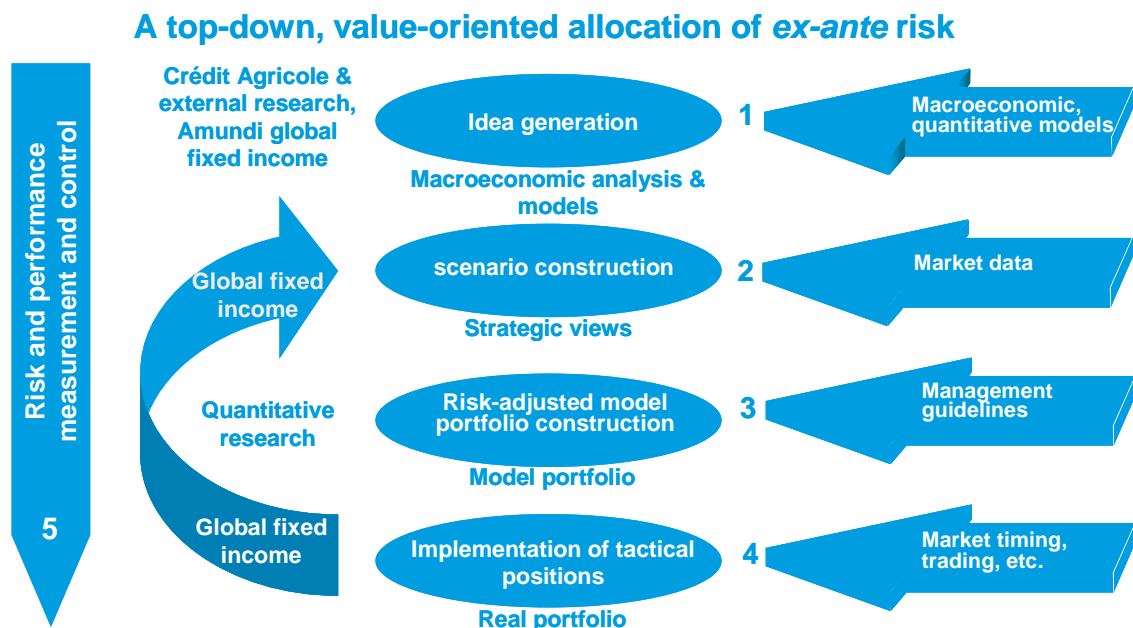 A top-down, value-oriented allocation of ex-ante risk
Risk and performance
measurement and control
5
Crédit Agricole &
external research,
Amundi global
fixed income
Idea generation
1
Macroeconomic,
quantitative models
Macroeconomic analysis &
models
Global fixed
income
scenario construction
2
Market data
Strategic views
Quantitative
research
Risk-adjusted model
portfolio construction
3
Management
guidelines
Model portfolio
Global fixed
income
Implementation of tactical
positions
4
Market timing,
trading, etc.
Real portfolio